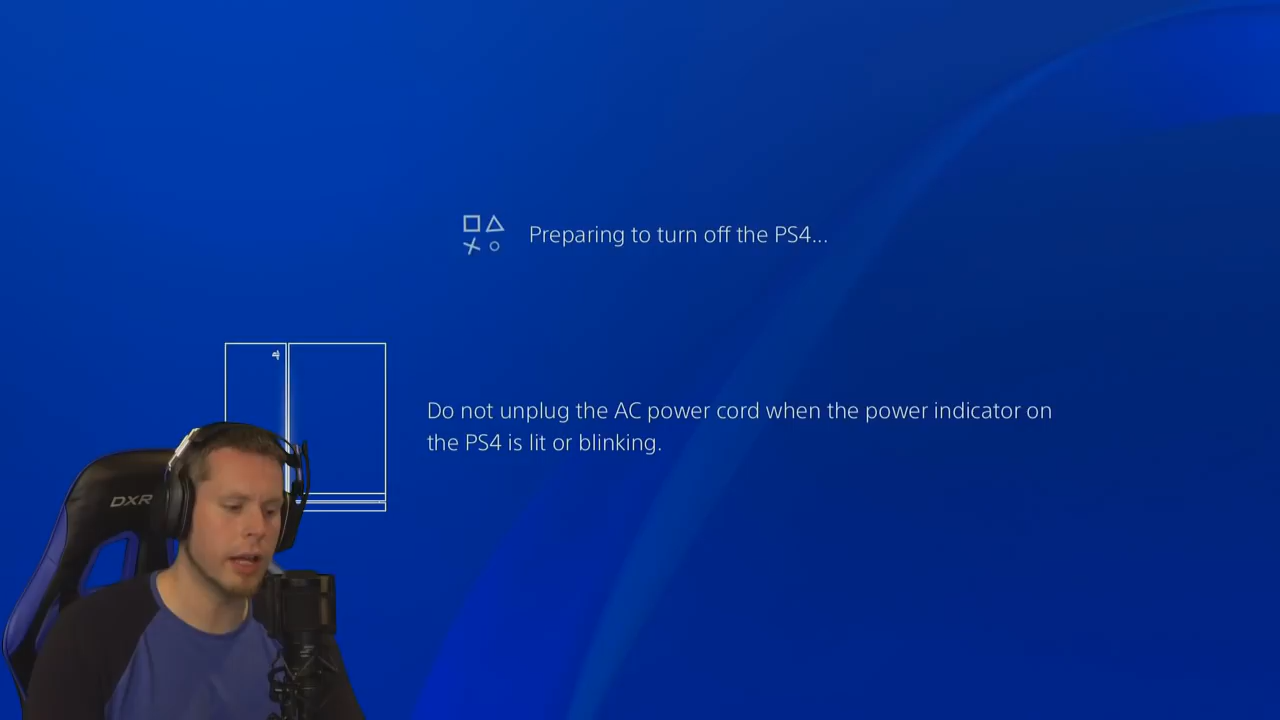 Preparing to turn off the PS4...
Do not unplug the AC power cord when the power indicator on
the PS4 is lit or blinking.
DXR